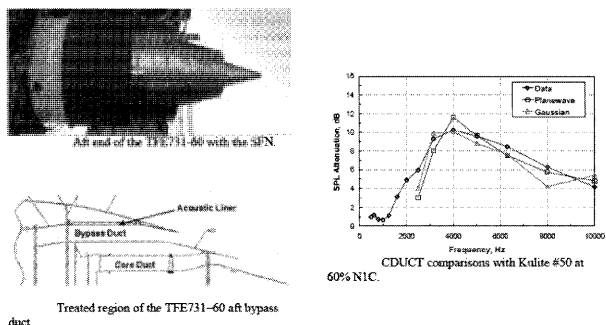 Aft end of the TFE731-60 with the SPN.
Acoustic Liner
Bypass Duct
Core Duct
Treated region of the TFE731–60 aft bypass
duct
16
14
12
10
8
6
4
2
0
SPL Attenuation, dB
Data
Planewave
Gaussian
0 2000 4000 6000 8000 10000
Frequency, Hz
CDUCT comparisons with Kulite #50 at
60% N1C.